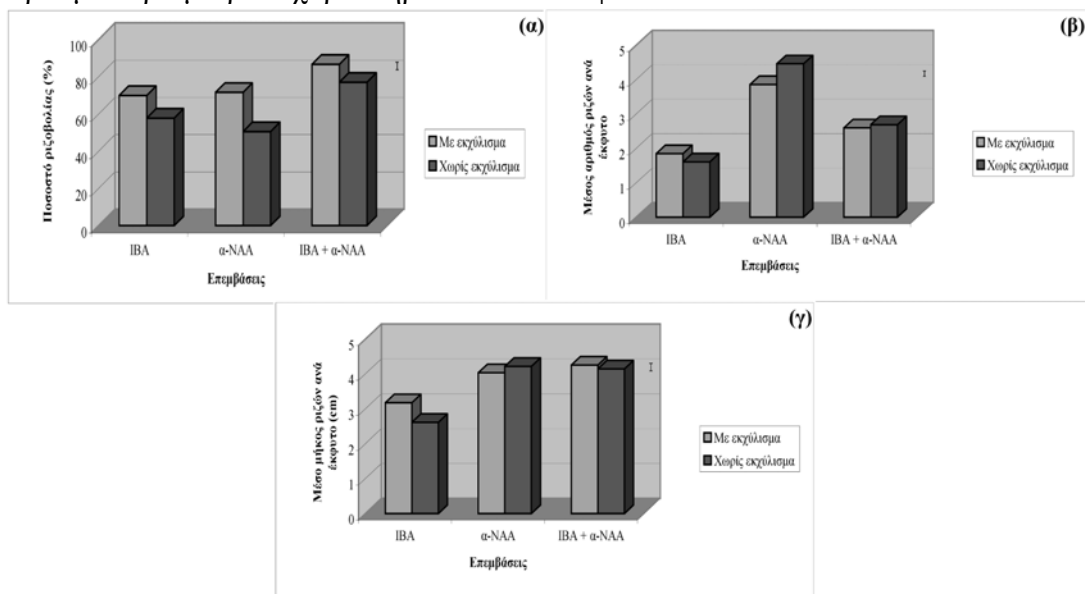 (α)
Ποσοστό ριζοβολίας (%)
100
80
60
40
20
0
IBA
α-NAA
IBA + α-NAA
Επεμβάσεις
Με εκχύλισμα
Χωρίς εκχύλισμα
(β)
Μέσος αριθμός ριζών ανά
έκφυτο
5
4
3
2
1
0
IBA
α-NAA
IBA + α-NAA
Επεμβάσεις
Με εκχύλισμα
Χωρίς εκχύλισμα
(γ)
Μέσο μήκος ριζών ανά
έκφυτο (cm)
5
4
3
2
1
0
IBA
α-NAA
IBA + α-NAA
Επεμβάσεις
Με εκχύλισμα
Χωρίς εκχύλισμα